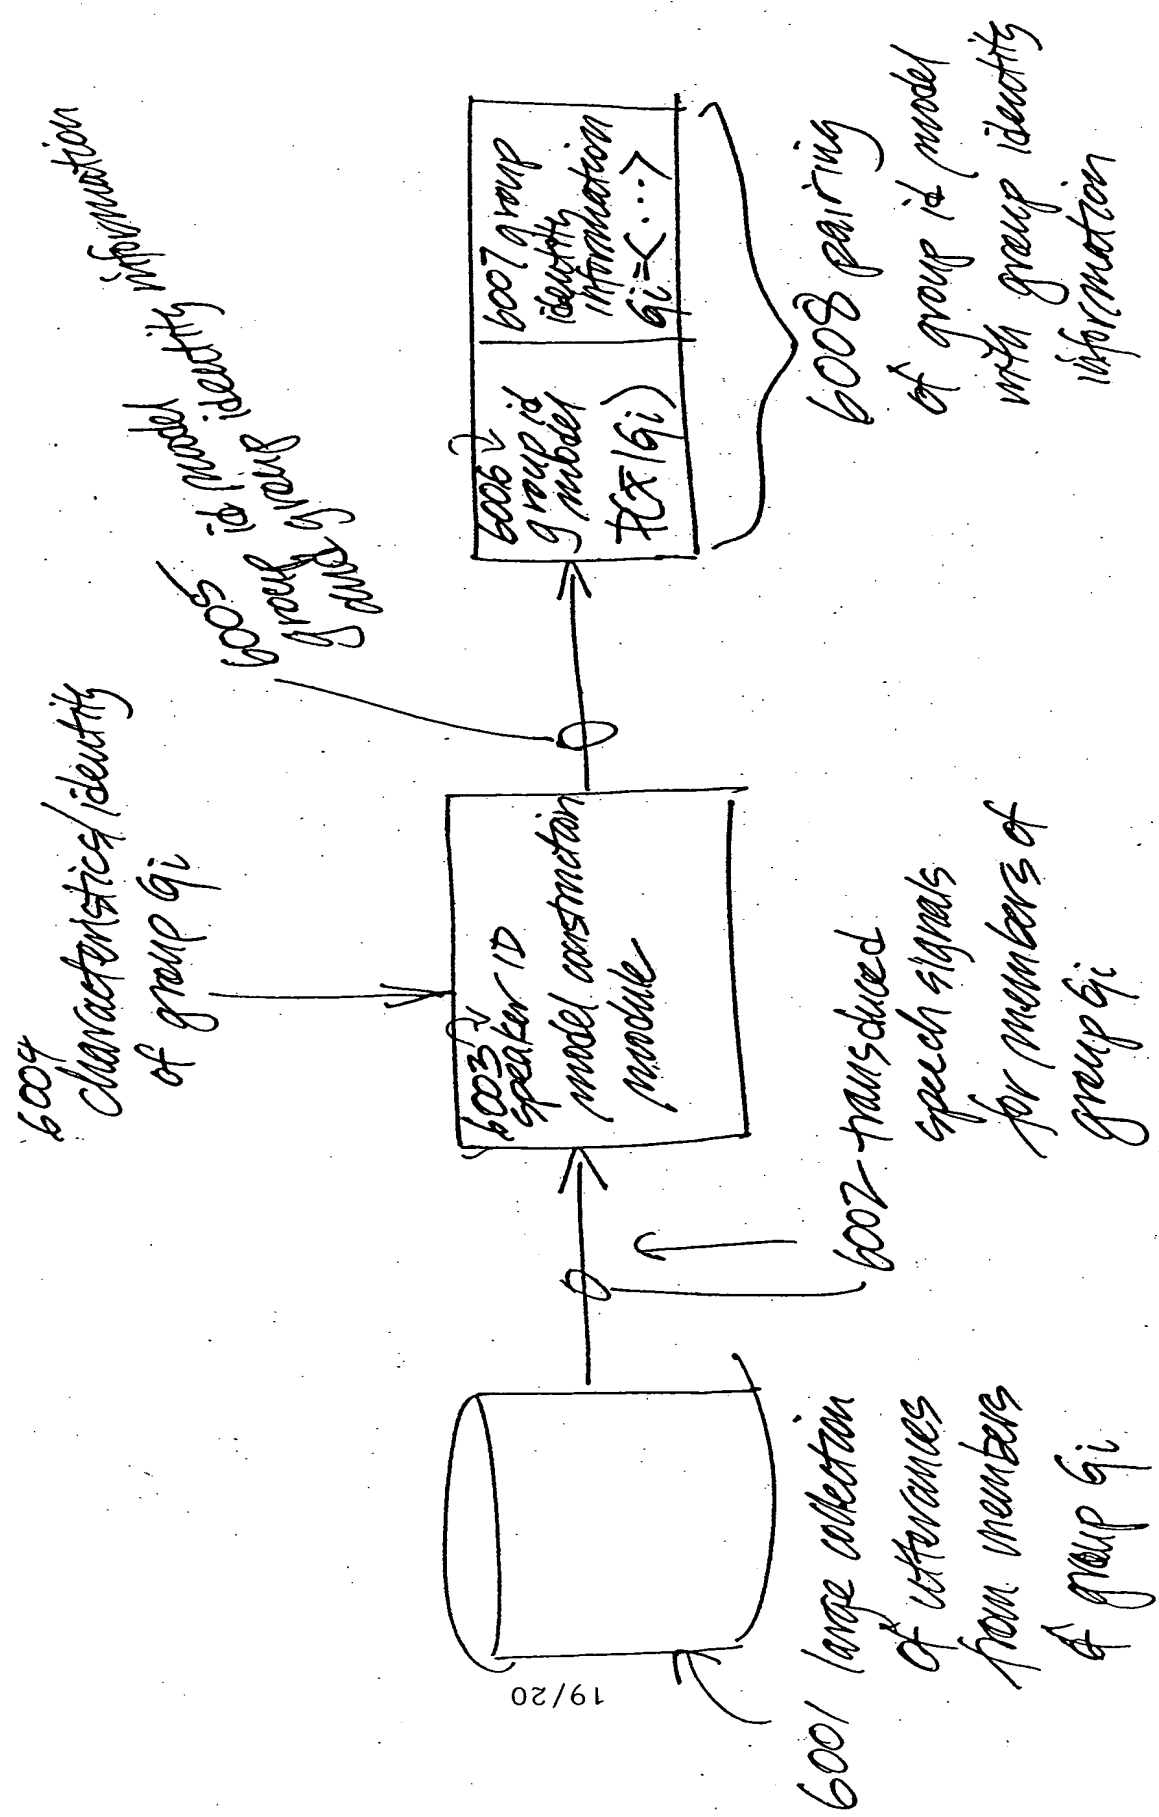 6004
characteristics/identity
of group Gi
6005
group id model
and group identity information
6003
speaker ID
model construction
module
6006
group id
model
P(x̄|Gi)
6007 group
identity
information
Gi=<...>
6001 large collection
of utterances
from members
of group Gi
6002 transduced
speech signals
for members of
group Gi
6008 pairing
of group id model
with group identity
information
19/20